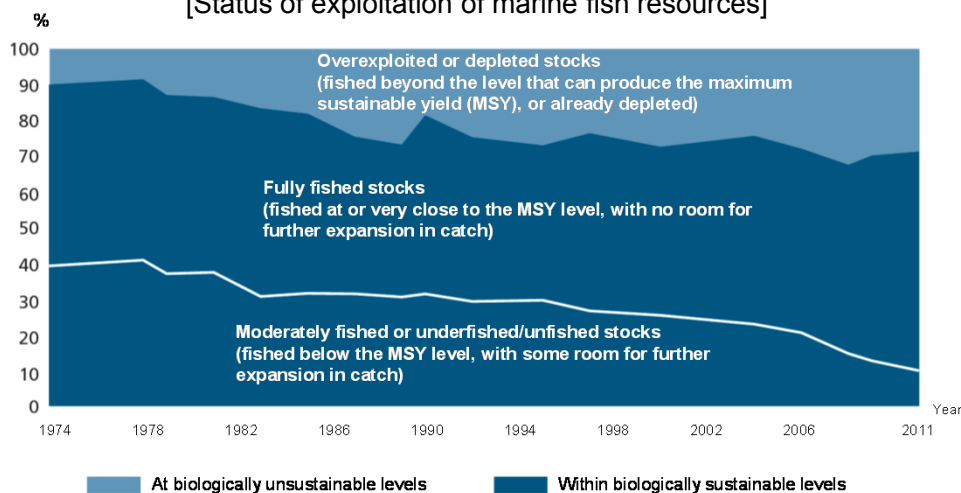 [Status of exploitation of marine fish resources]
%
100
90
80
70
60
50
40
30
20
10
0
Overexploited or depleted stocks
(fished beyond the level that can produce the maximum
sustainable yield (MSY), or already depleted)
Fully fished stocks
(fished at or very close to the MSY level, with no room for
further expansion in catch)
Moderately fished or underfished/unfished stocks
(fished below the MSY level, with some room for further
expansion in catch)
1974 1978 1982 1986 1990 1994 1998 2002 2006 2011
Year
At biologically unsustainable levels
Within biologically sustainable levels